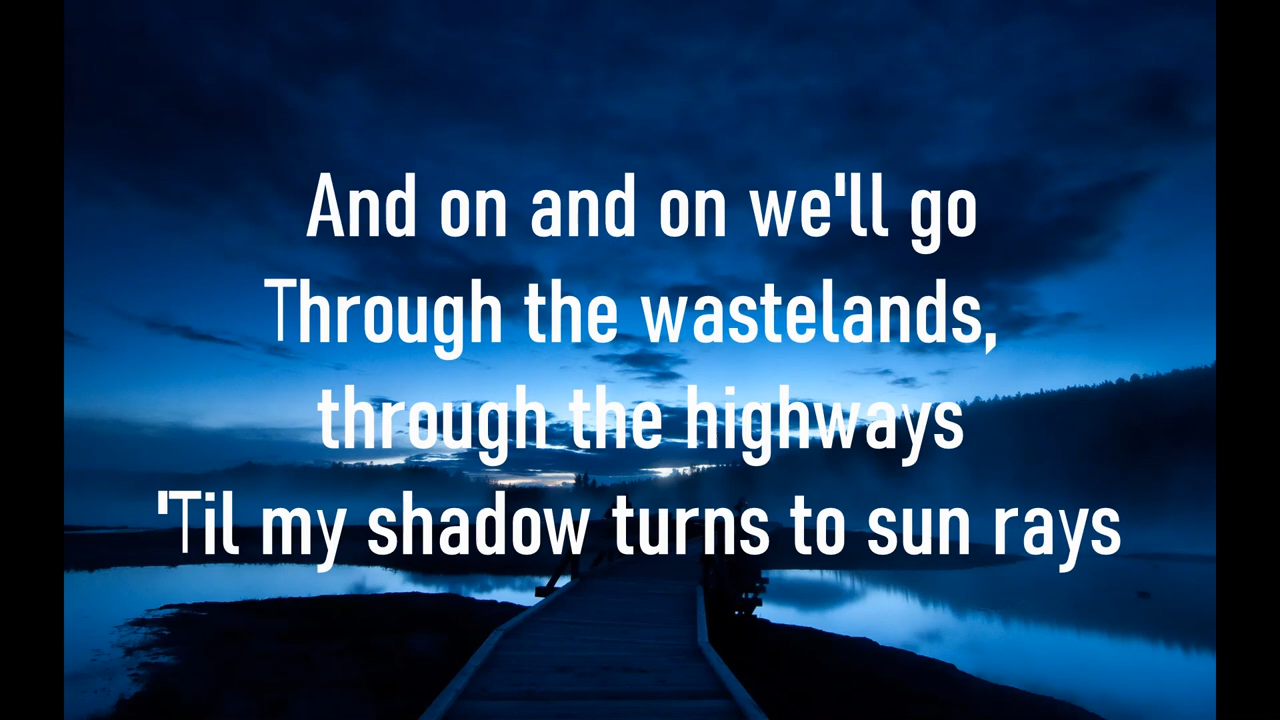 And on and on we'll go
Through the wastelands,
through the highways
'Til my shadow turns to sun rays